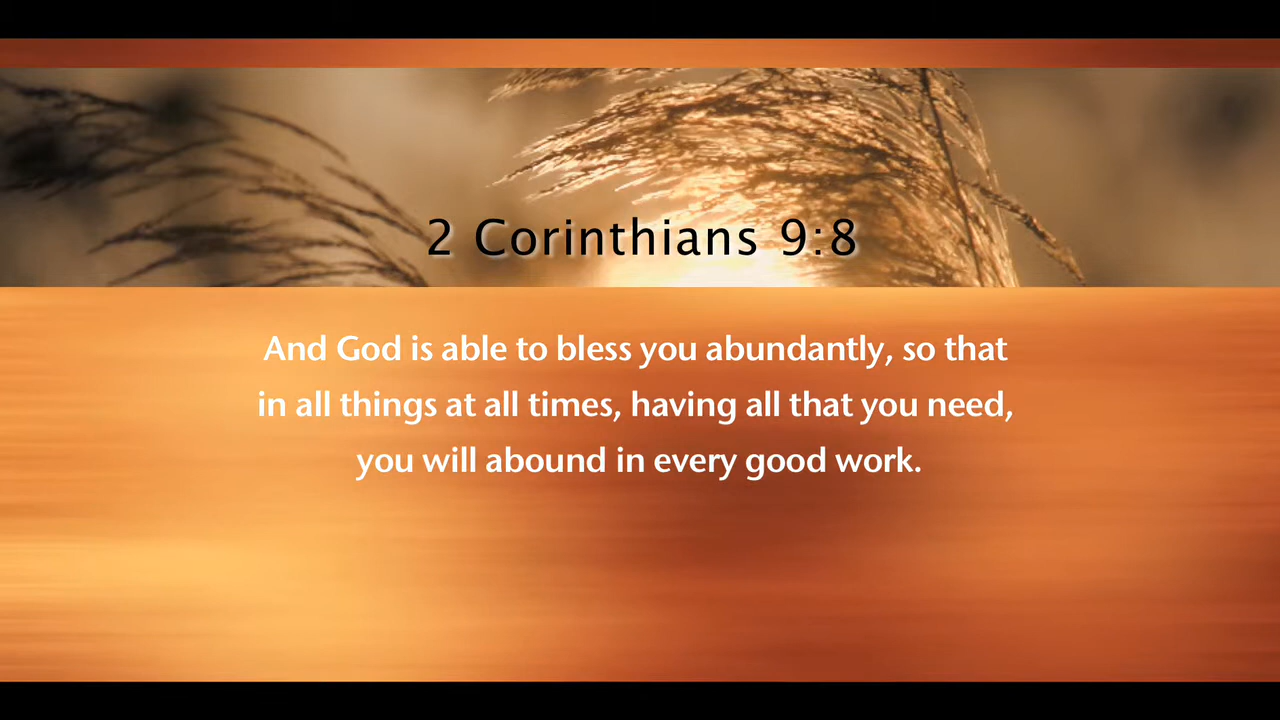 2 Corinthians 9:8
And God is able to bless you abundantly, so that
in all things at all times, having all that you need,
you will abound in every good work.